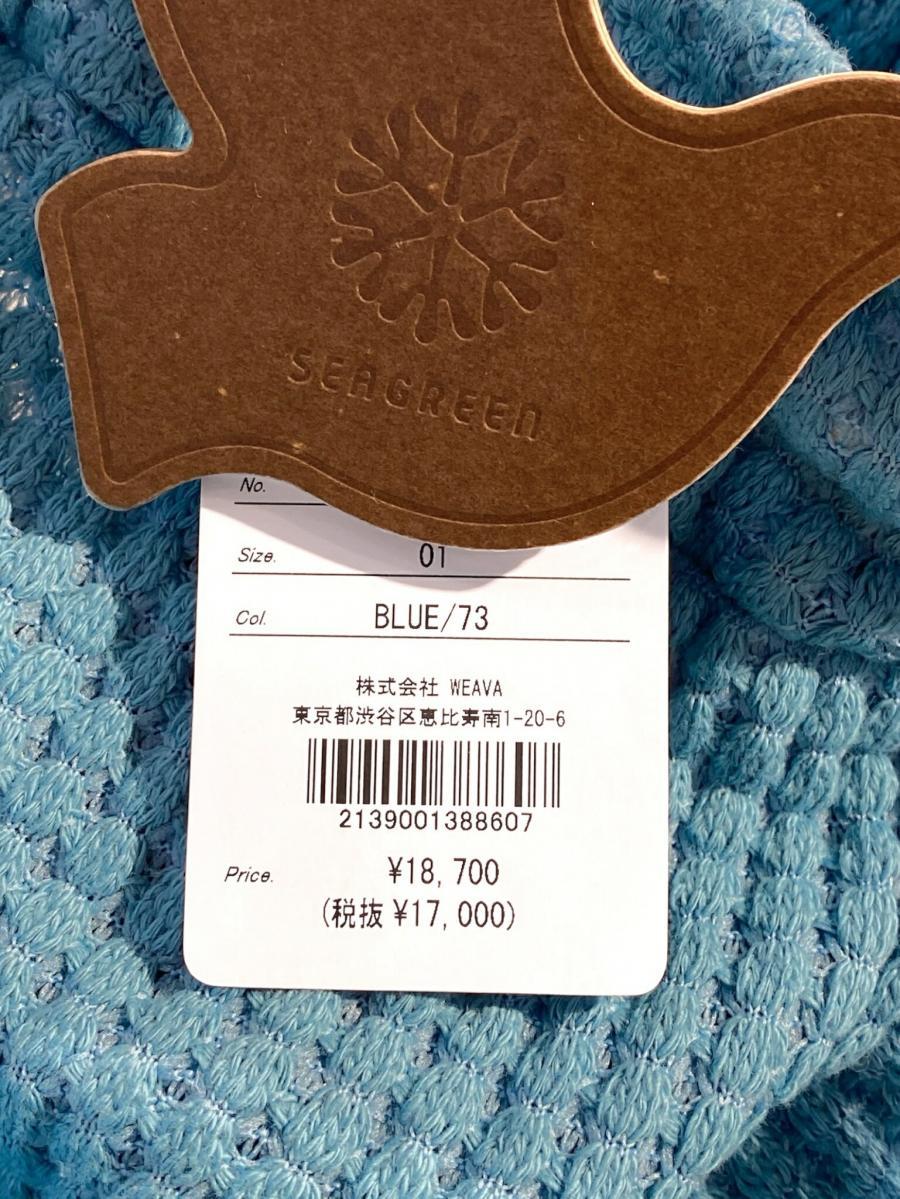 SEAGREEN
No.
Size. 01
Col. BLUE/73
株式会社 WEAVA
東京都渋谷区恵比寿南1-20-6
2139001388607
Price. ¥18,700
(税抜 ¥17,000)